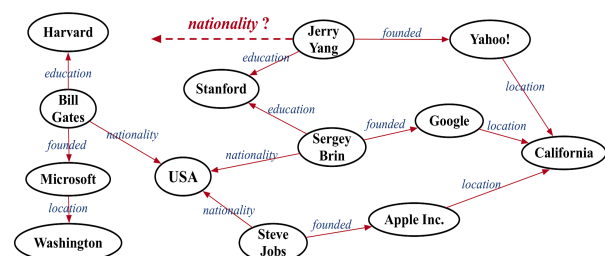 nationality ?
Harvard
Jerry
Yang
founded
Yahoo!
education
education
Stanford
location
Bill
Gates
education
nationality
founded
Sergey
Brin
founded
Google
location
California
nationality
Microsoft
USA
location
location
nationality
Apple Inc.
founded
Washington
Steve
Jobs